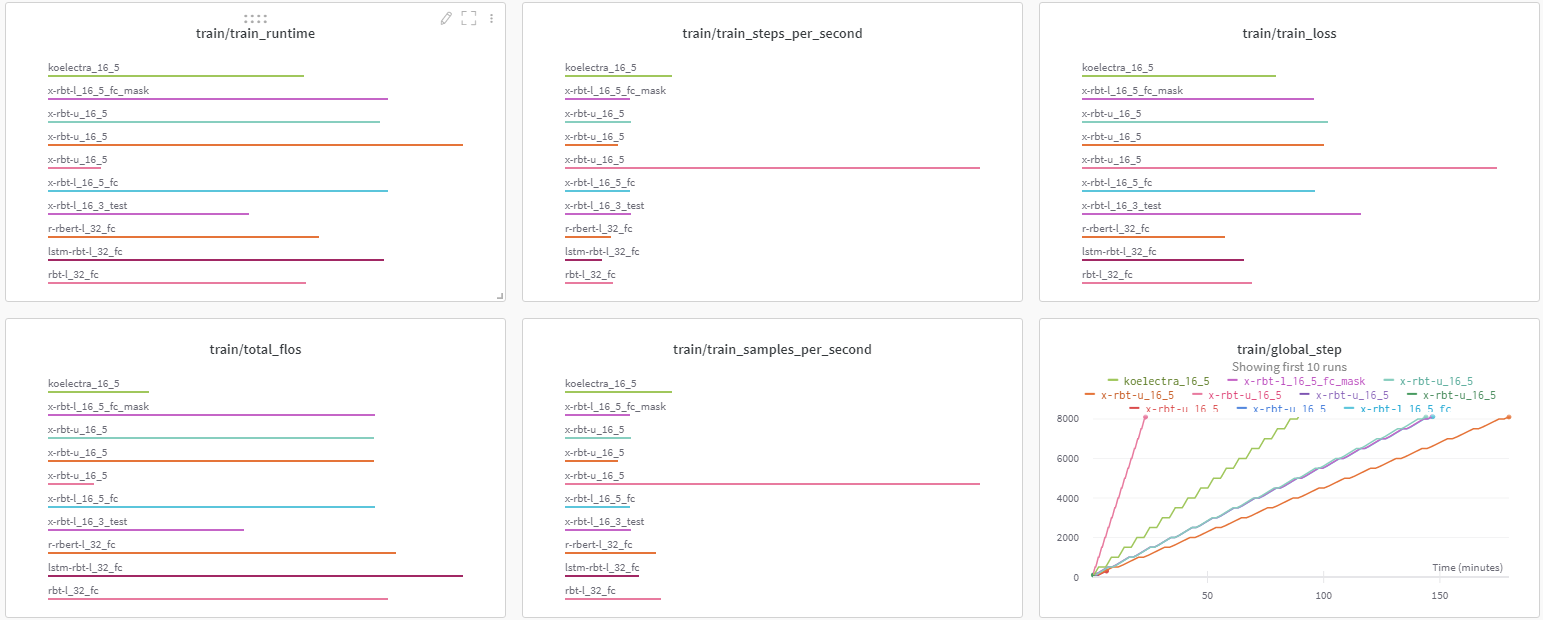 train/train_runtime
koelectra_16_5
x-rbt-l_16_5_fc_mask
x-rbt-u_16_5
x-rbt-u_16_5
x-rbt-u_16_5
x-rbt-l_16_5_fc
x-rbt-l_16_3_test
r-rbert-l_32_fc
lstm-rbt-l_32_fc
rbt-l_32_fc
train/train_steps_per_second
koelectra_16_5
x-rbt-l_16_5_fc_mask
x-rbt-u_16_5
x-rbt-u_16_5
x-rbt-u_16_5
x-rbt-l_16_5_fc
x-rbt-l_16_3_test
r-rbert-l_32_fc
lstm-rbt-l_32_fc
rbt-l_32_fc
train/train_loss
koelectra_16_5
x-rbt-l_16_5_fc_mask
x-rbt-u_16_5
x-rbt-u_16_5
x-rbt-u_16_5
x-rbt-l_16_5_fc
x-rbt-l_16_3_test
r-rbert-l_32_fc
lstm-rbt-l_32_fc
rbt-l_32_fc
train/total_flos
koelectra_16_5
x-rbt-l_16_5_fc_mask
x-rbt-u_16_5
x-rbt-u_16_5
x-rbt-u_16_5
x-rbt-l_16_5_fc
x-rbt-l_16_3_test
r-rbert-l_32_fc
lstm-rbt-l_32_fc
rbt-l_32_fc
train/train_samples_per_second
koelectra_16_5
x-rbt-l_16_5_fc_mask
x-rbt-u_16_5
x-rbt-u_16_5
x-rbt-u_16_5
x-rbt-l_16_5_fc
x-rbt-l_16_3_test
r-rbert-l_32_fc
lstm-rbt-l_32_fc
rbt-l_32_fc
train/global_step
Showing first 10 runs
koelectra_16_5 x-rbt-l_16_5_fc_mask x-rbt-u_16_5
x-rbt-u_16_5 x-rbt-u_16_5 x-rbt-u_16_5 x-rbt-u_16_5
x-rbt-u_16_5 x-rbt-u_16_5 x-rbt-l_16_5_fc
8000
6000
4000
2000
0
Time (minutes)
50 100 150